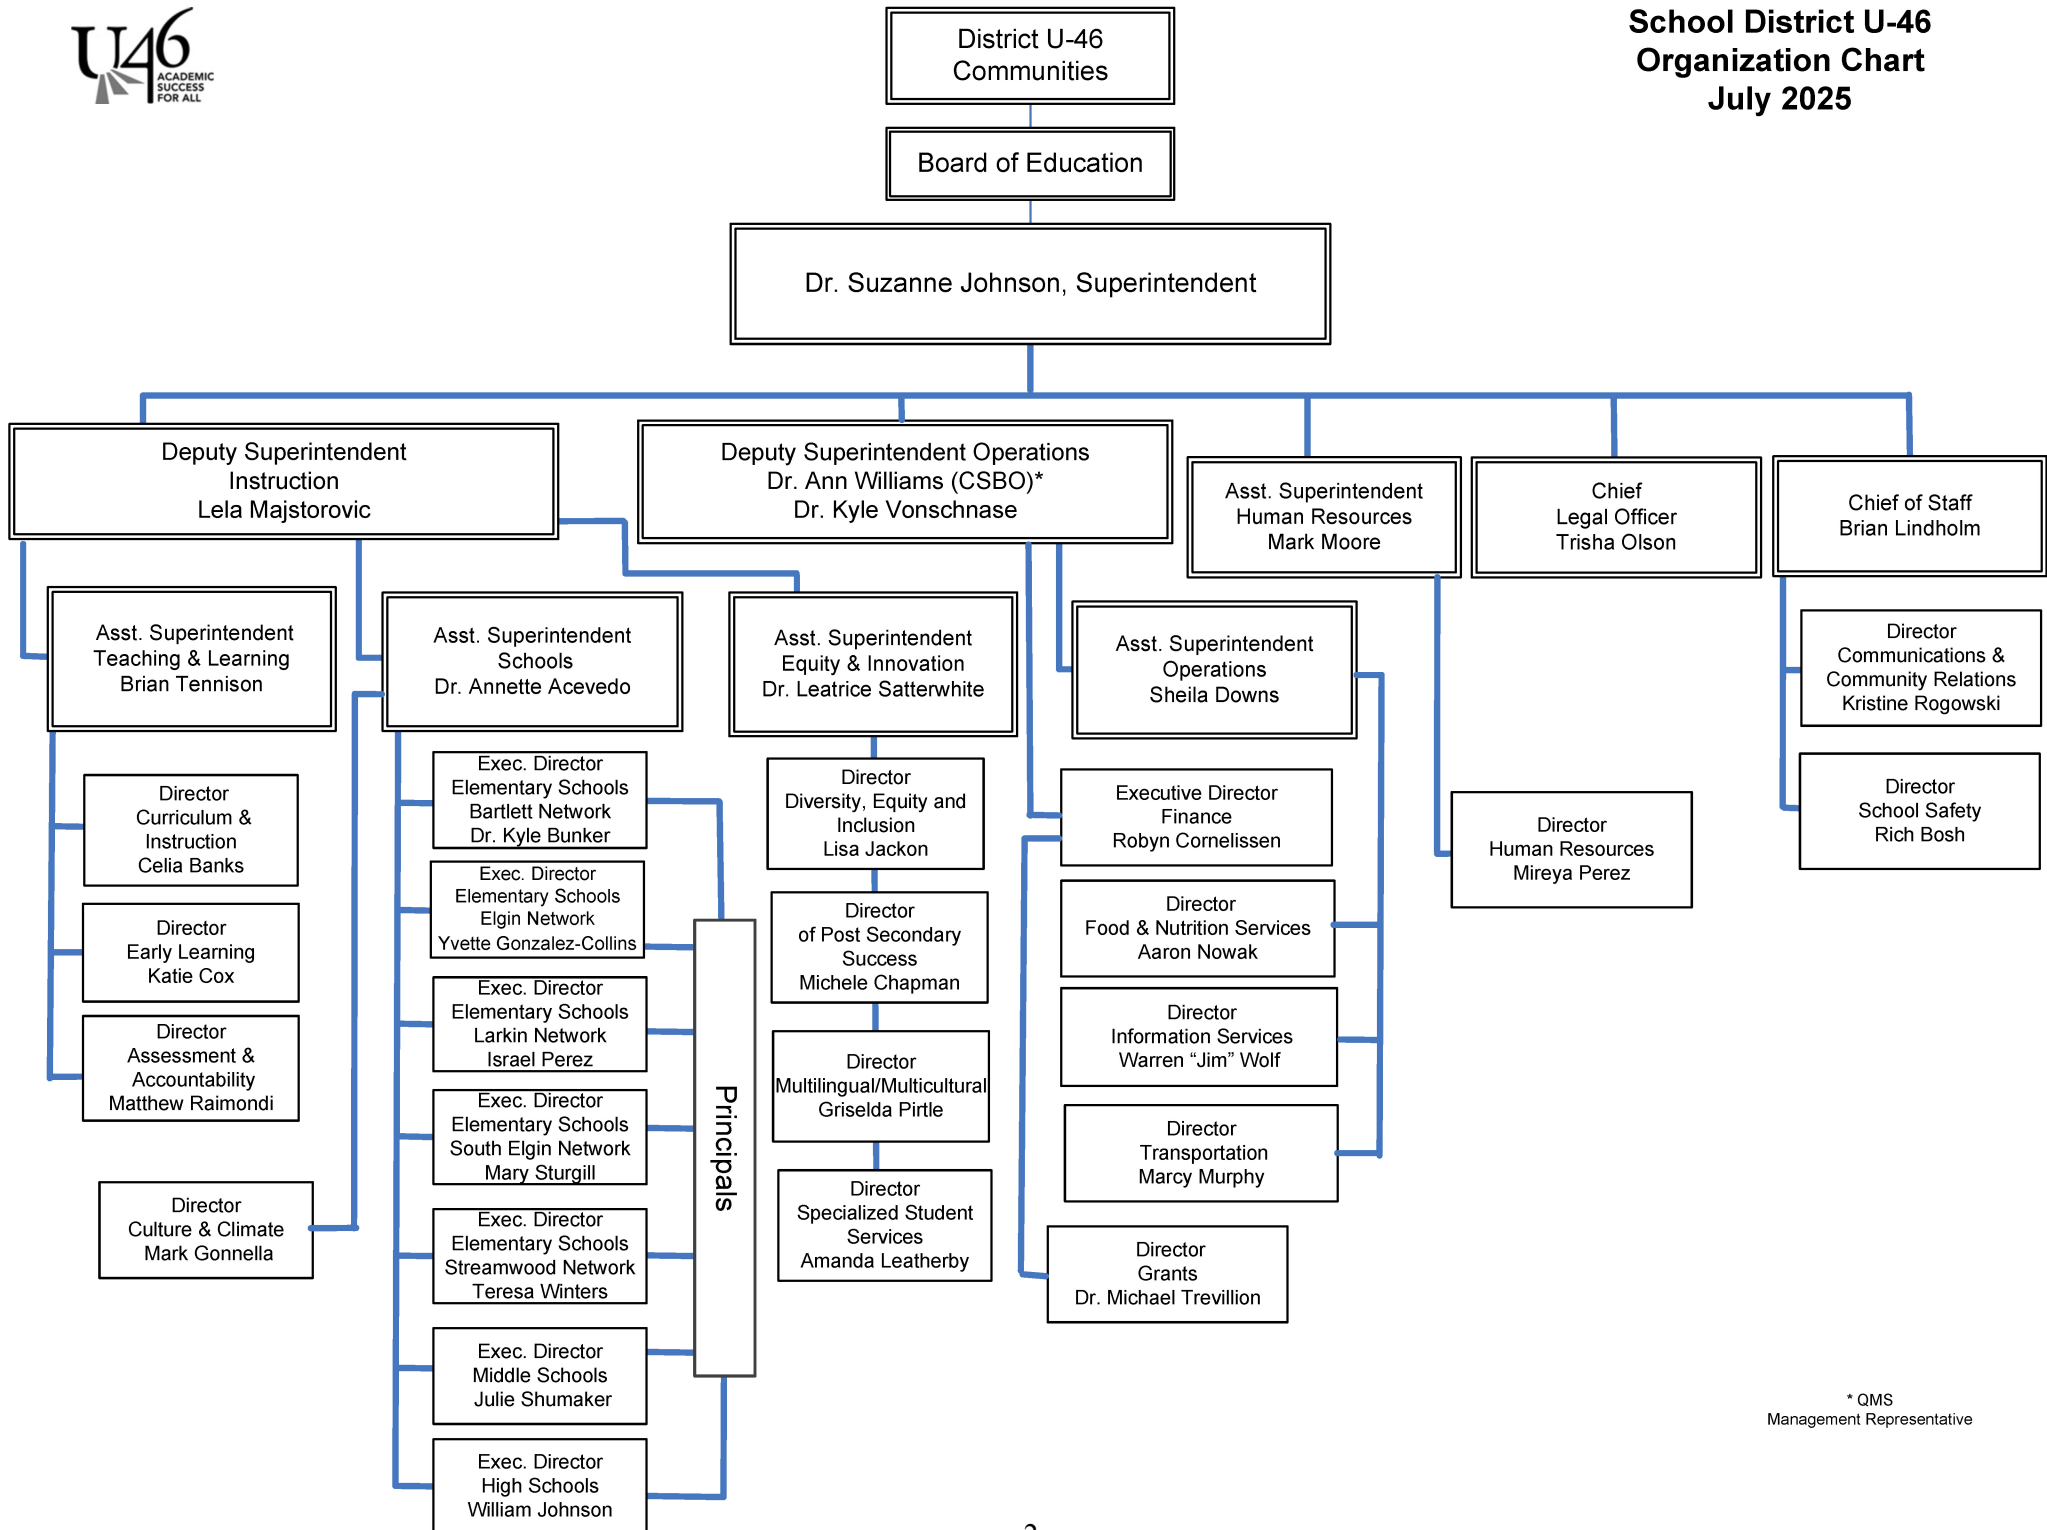 U46
ACADEMIC
SUCCESS
FOR ALL
School District U-46
Organization Chart
July 2025
District U-46
Communities
Board of Education
Dr. Suzanne Johnson, Superintendent
Deputy Superintendent
Instruction
Lela Majstorovic
Deputy Superintendent Operations
Dr. Ann Williams (CSBO)*
Dr. Kyle Vonschnase
Asst. Superintendent
Human Resources
Mark Moore
Chief
Legal Officer
Trisha Olson
Chief of Staff
Brian Lindholm
Asst. Superintendent
Teaching & Learning
Brian Tennison
Asst. Superintendent
Schools
Dr. Annette Acevedo
Asst. Superintendent
Equity & Innovation
Dr. Leatrice Satterwhite
Asst. Superintendent
Operations
Sheila Downs
Director
Communications &
Community Relations
Kristine Rogowski
Director
School Safety
Rich Bosh
Director
Human Resources
Mireya Perez
Director
Curriculum &
Instruction
Celia Banks
Director
Early Learning
Katie Cox
Director
Assessment &
Accountability
Matthew Raimondi
Director
Culture & Climate
Mark Gonnella
Exec. Director
Elementary Schools
Bartlett Network
Dr. Kyle Bunker
Exec. Director
Elementary Schools
Elgin Network
Yvette Gonzalez-Collins
Exec. Director
Elementary Schools
Larkin Network
Israel Perez
Exec. Director
Elementary Schools
South Elgin Network
Mary Sturgill
Exec. Director
Elementary Schools
Streamwood Network
Teresa Winters
Exec. Director
Middle Schools
Julie Shumaker
Exec. Director
High Schools
William Johnson
Principals
Director
Diversity, Equity and
Inclusion
Lisa Jackon
Director
of Post Secondary
Success
Michele Chapman
Director
Multilingual/Multicultural
Griselda Pirtle
Director
Specialized Student
Services
Amanda Leatherby
Executive Director
Finance
Robyn Cornelissen
Director
Food & Nutrition Services
Aaron Nowak
Director
Information Services
Warren “Jim” Wolf
Director
Transportation
Marcy Murphy
Director
Grants
Dr. Michael Trevillion
* QMS
Management Representative